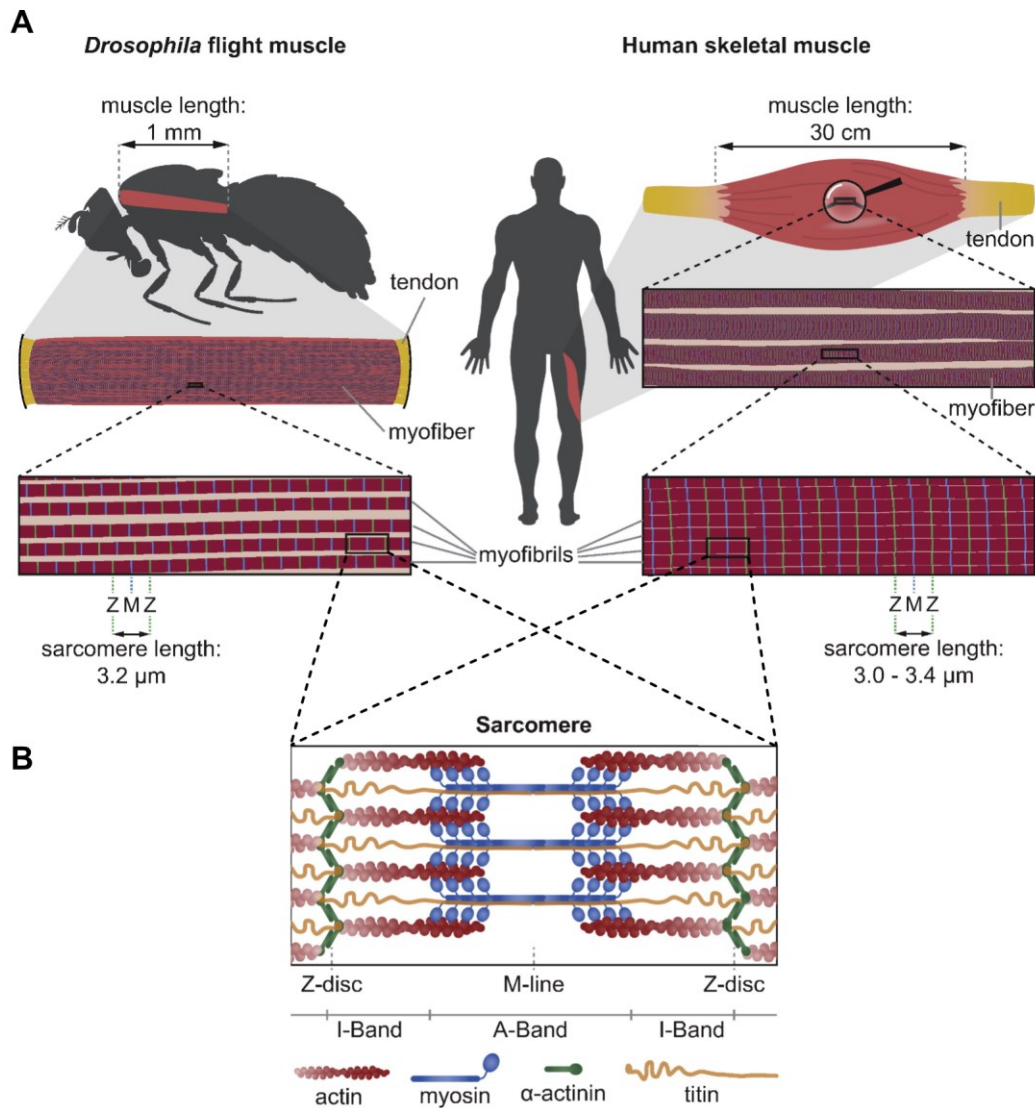 A
Drosophila flight muscle
Human skeletal muscle
muscle length:
1 mm
muscle length:
30 cm
tendon
tendon
myofiber
myofiber
myofibrils
Z M Z
sarcomere length:
3.2 µm
Z M Z
sarcomere length:
3.0 - 3.4 µm
Sarcomere
B
Z-disc
M-line
Z-disc
I-Band
A-Band
I-Band
actin
myosin
α-actinin
titin